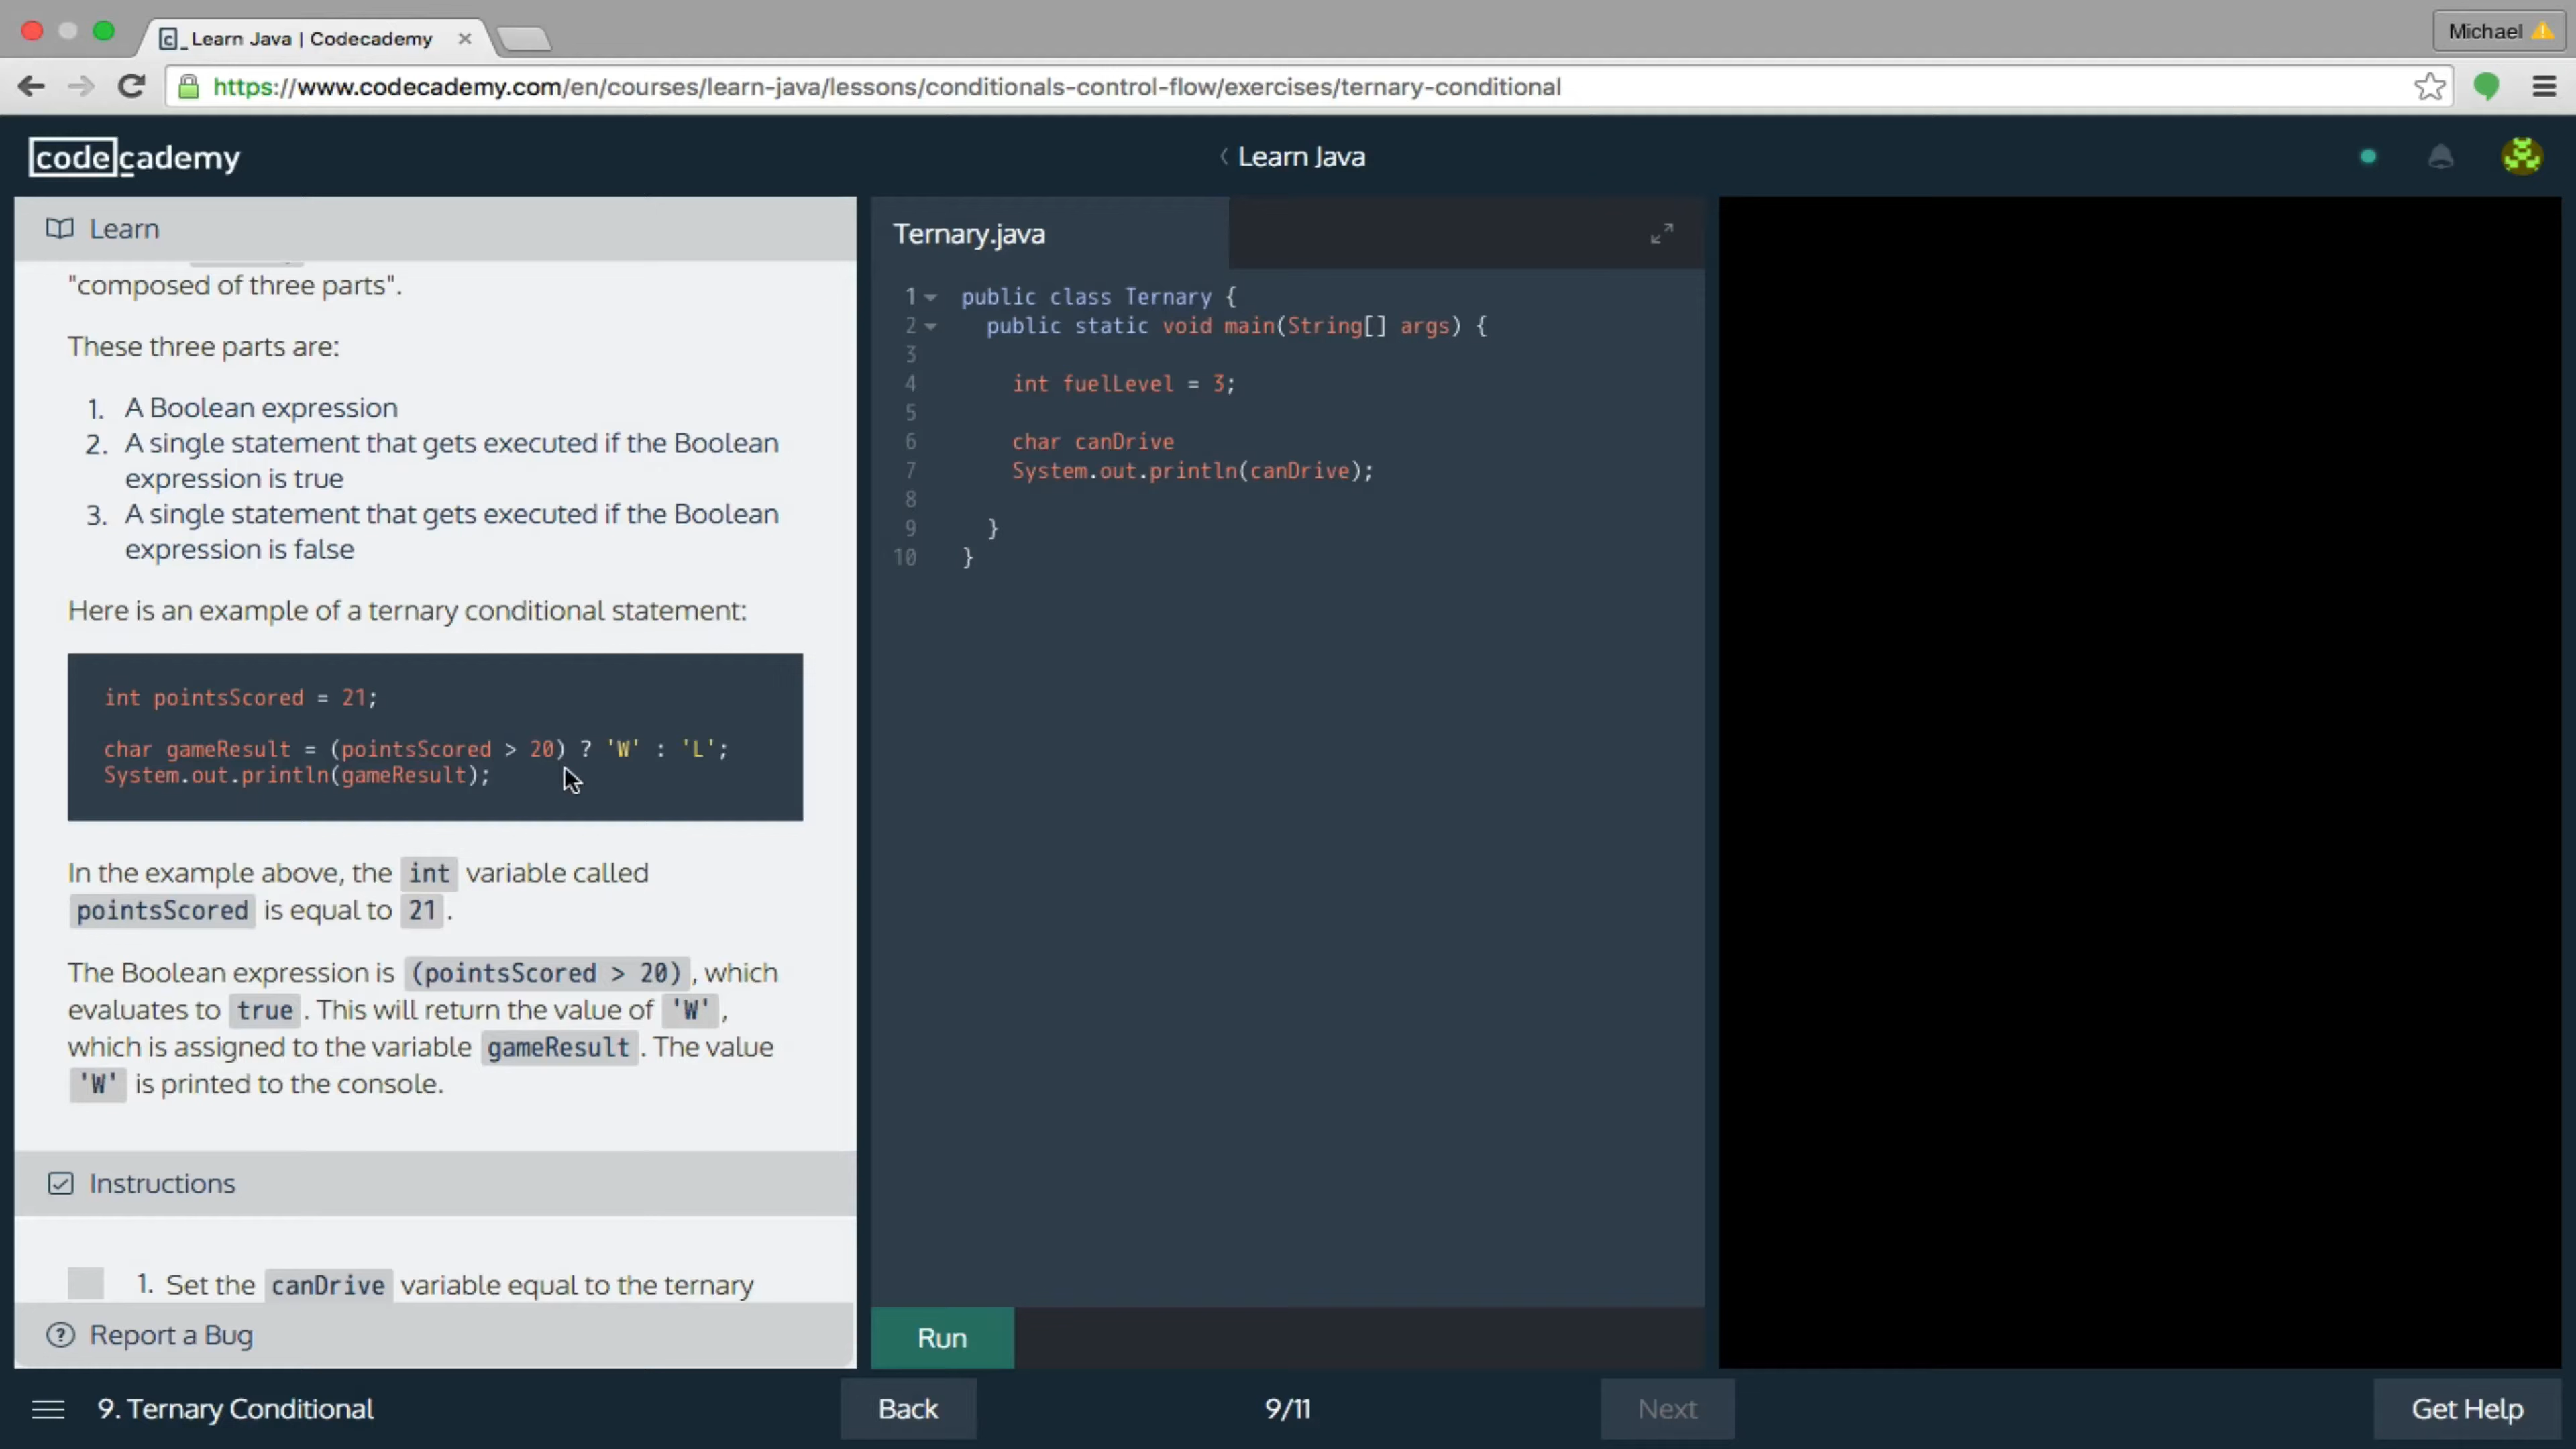 Learn Java | Codecademy
Michael
https://www.codecademy.com/en/courses/learn-java/lessons/conditionals-control-flow/exercises/ternary-conditional
codecademy
Learn Java
Learn
"composed of three parts".
These three parts are:
1. A Boolean expression
2. A single statement that gets executed if the Boolean
expression is true
3. A single statement that gets executed if the Boolean
expression is false
Here is an example of a ternary conditional statement:
int pointsScored = 21;
char gameResult = (pointsScored > 20) ? 'W' : 'L';
System.out.println(gameResult);
In the example above, the int variable called
pointsScored is equal to 21 .
The Boolean expression is (pointsScored > 20) , which
evaluates to true . This will return the value of 'W' ,
which is assigned to the variable gameResult . The value
'W' is printed to the console.
Instructions
1. Set the canDrive variable equal to the ternary
Report a Bug
Ternary.java
1 public class Ternary {
2 public static void main(String[] args) {
3
4 int fuelLevel = 3;
5
6 char canDrive
7 System.out.println(canDrive);
8
9 }
10 }
Run
9. Ternary Conditional
Back
9/11
Next
Get Help